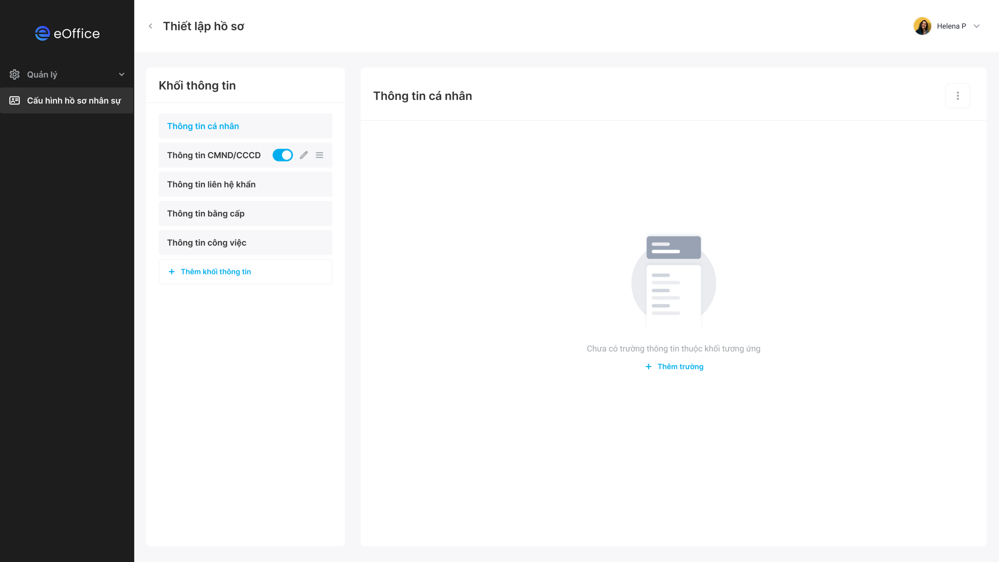 eOffice
Quản lý
Cấu hình hồ sơ nhân sự
Thiết lập hồ sơ
Helena P
Khối thông tin
Thông tin cá nhân
Thông tin CMND/CCCD
Thông tin liên hệ khẩn
Thông tin bằng cấp
Thông tin công việc
+ Thêm khối thông tin
Thông tin cá nhân
Chưa có trường thông tin thuộc khối tương ứng
+ Thêm trường